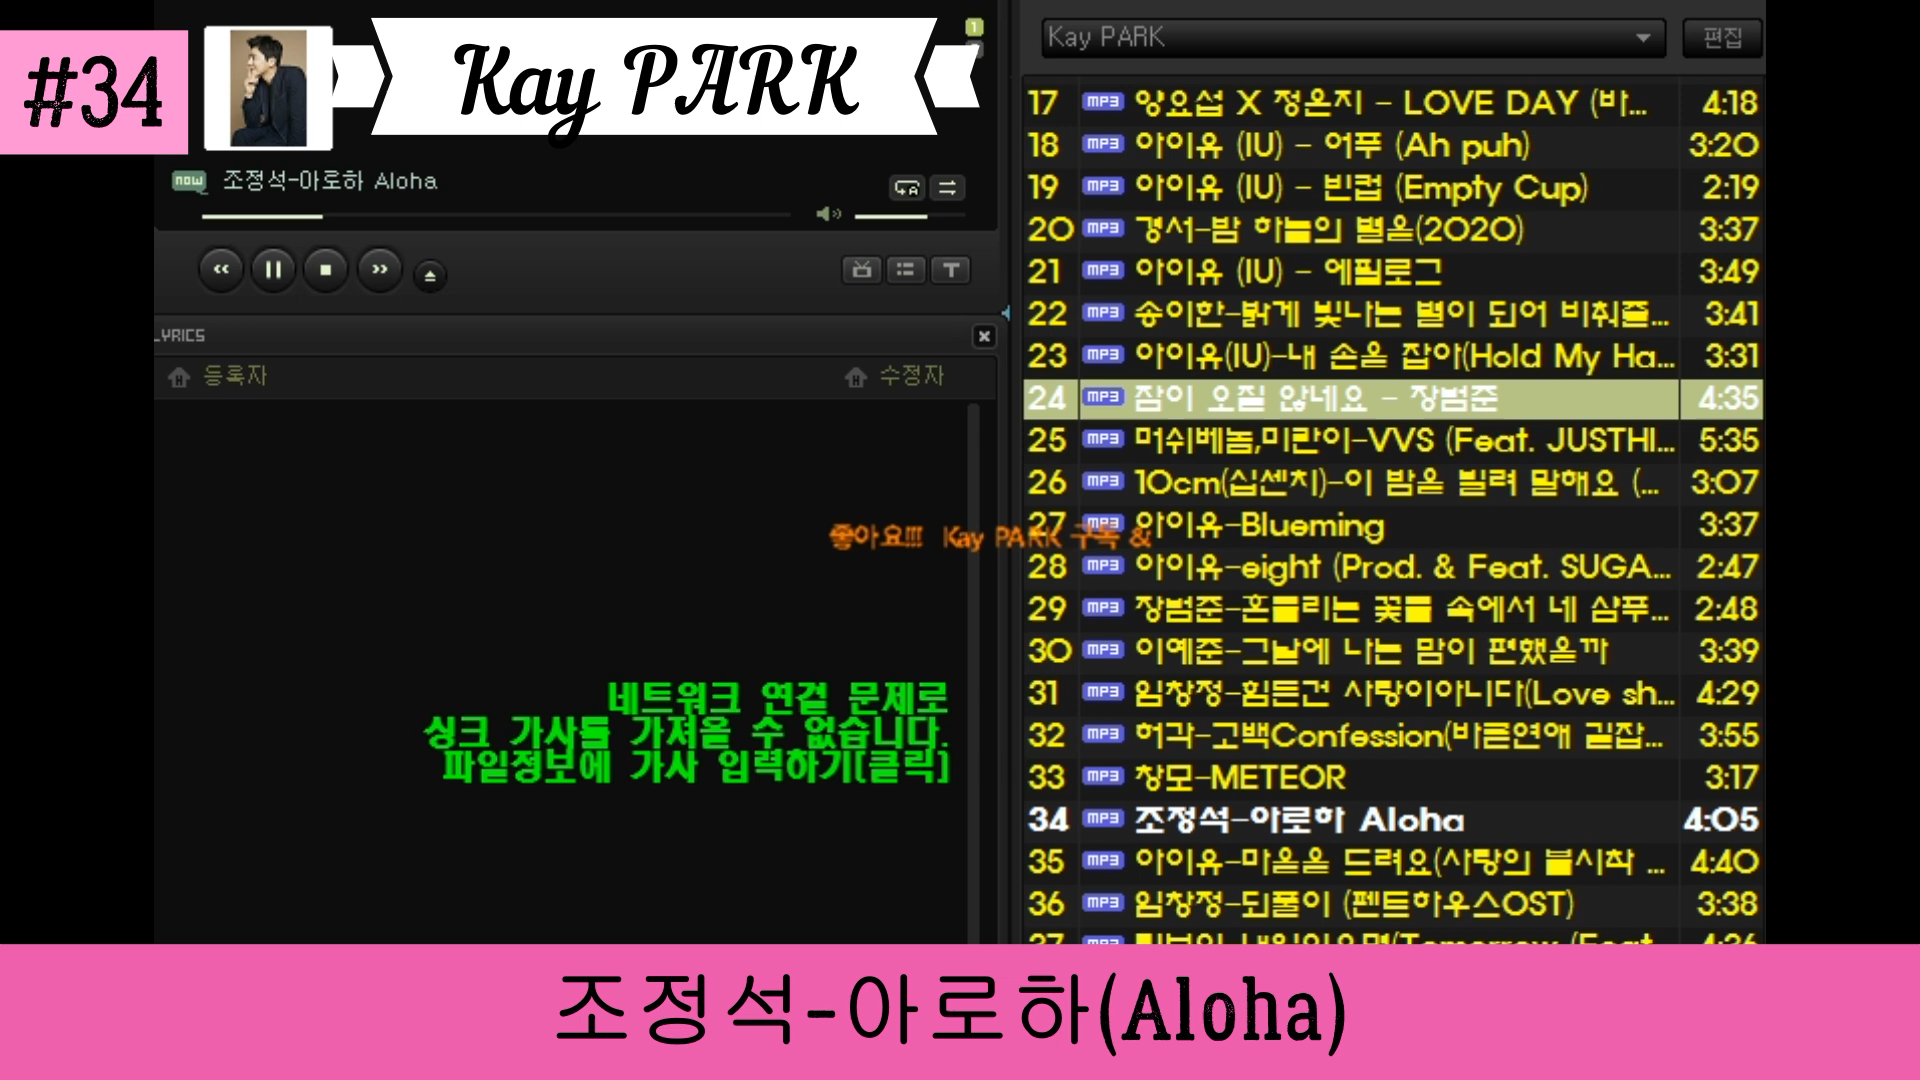 #34
Kay PARK
1
now 조정석-아로하 Aloha
LYRICS
등록자
수정자
네트워크 연결 문제로
싱크 가사를 가져올 수 없습니다.
파일정보에 가사 입력하기[클릭]
좋아요!!! Kay PARK 구독 &
Kay PARK
편집
17 MP3 양요섭 X 정은지 - LOVE DAY (바... 4:18
18 MP3 아이유 (IU) - 어푸 (Ah puh) 3:20
19 MP3 아이유 (IU) - 빈컵 (Empty Cup) 2:19
20 MP3 경서-밤 하늘의 별을(2020) 3:37
21 MP3 아이유 (IU) - 에필로그 3:49
22 MP3 송이한-밝게 빛나는 별이 되어 비춰줄... 3:41
23 MP3 아이유(IU)-내 손을 잡아(Hold My Ha... 3:31
24 MP3 잠이 오질 않네요 - 장범준 4:35
25 MP3 머쉬베놈,미란이-VVS (Feat. JUSTHI... 5:35
26 MP3 10cm(십센치)-이 밤을 빌려 말해요 (... 3:07
27 MP3 아이유-Blueming 3:37
28 MP3 아이유-eight (Prod. & Feat. SUGA... 2:47
29 MP3 장범준-흔들리는 꽃들 속에서 네 샴푸... 2:48
30 MP3 이예준-그날에 나는 맘이 편했을까 3:39
31 MP3 임창정-힘든건 사랑이아니다(Love sh... 4:29
32 MP3 허각-고백Confession(바른연애 길잡... 3:55
33 MP3 창모-METEOR 3:17
34 MP3 조정석-아로하 Aloha 4:05
35 MP3 아이유-마음을 드려요(사랑의 불시착 ... 4:40
36 MP3 임창정-되풀이 (펜트하우스OST) 3:38
조정석-아로하(Aloha)